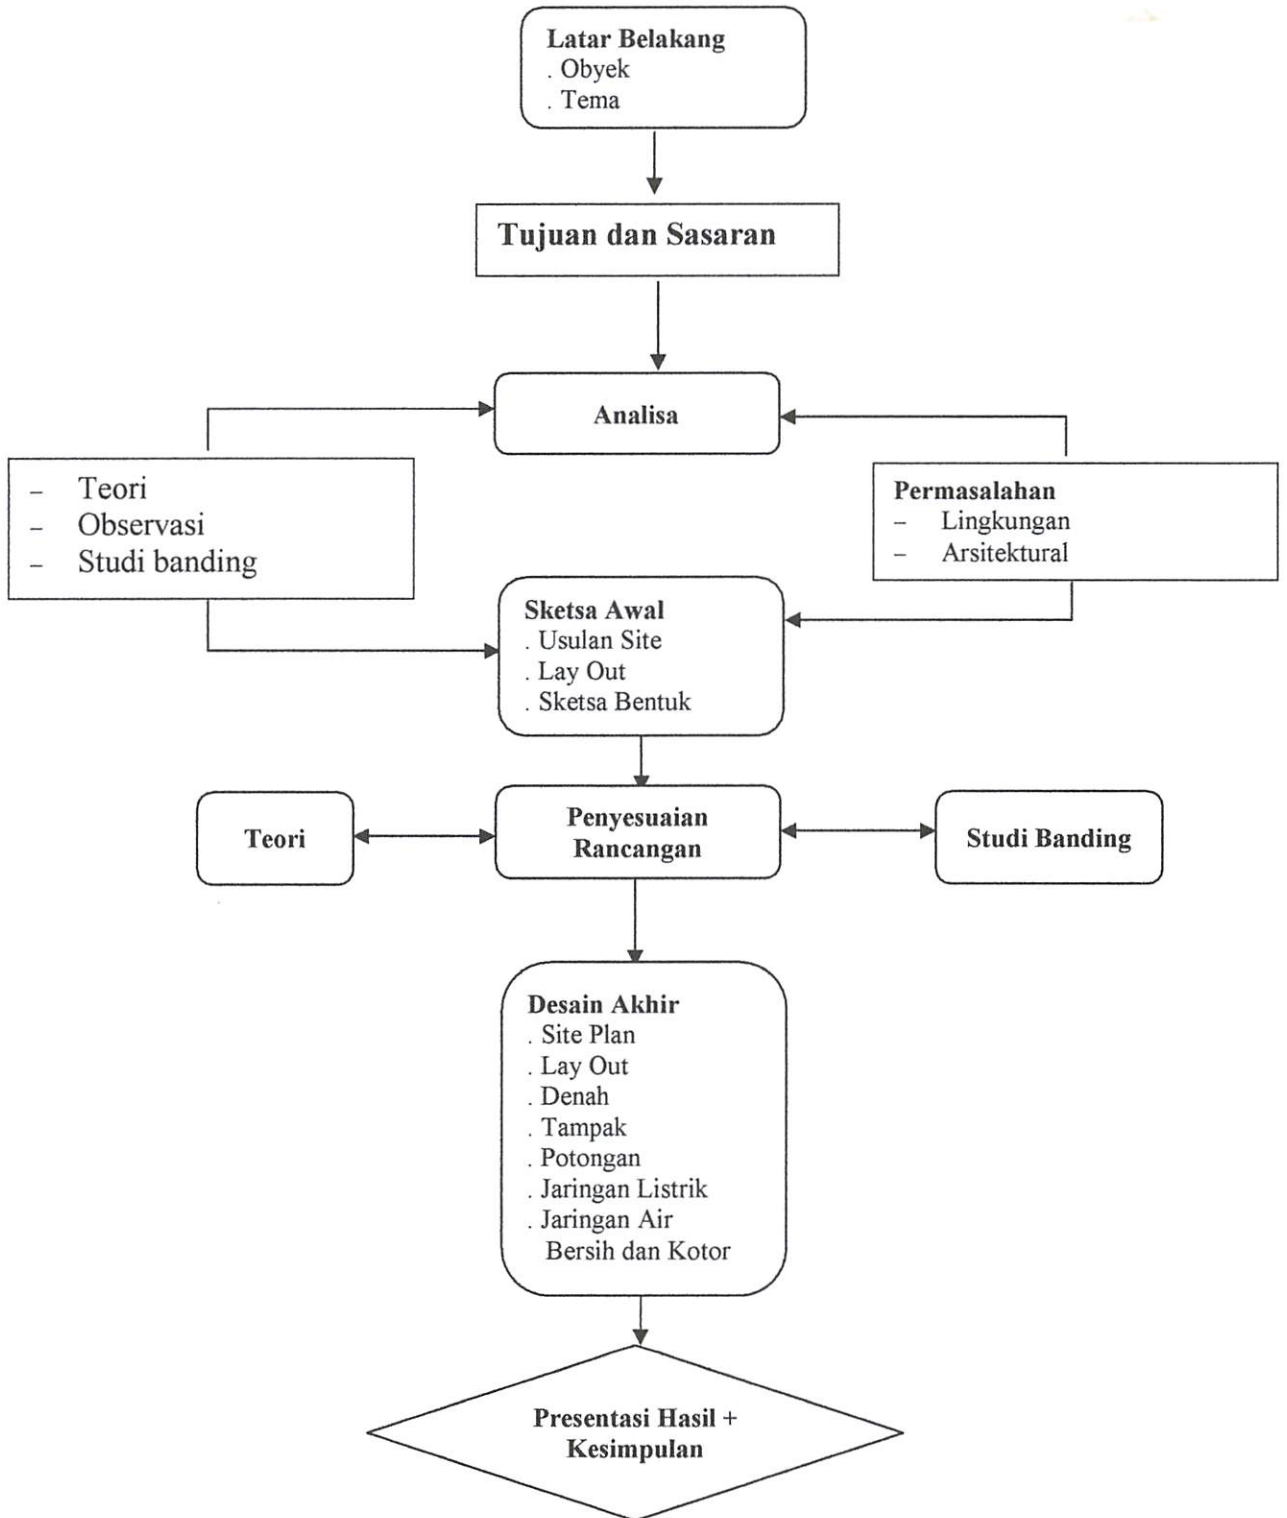 Latar Belakang
. Obyek
. Tema
Tujuan dan Sasaran
Analisa
– Teori
– Observasi
– Studi banding
Permasalahan
– Lingkungan
– Arsitektural
Sketsa Awal
. Usulan Site
. Lay Out
. Sketsa Bentuk
Teori
Penyesuaian
Rancangan
Studi Banding
Desain Akhir
. Site Plan
. Lay Out
. Denah
. Tampak
. Potongan
. Jaringan Listrik
. Jaringan Air
Bersih dan Kotor
Presentasi Hasil +
Kesimpulan